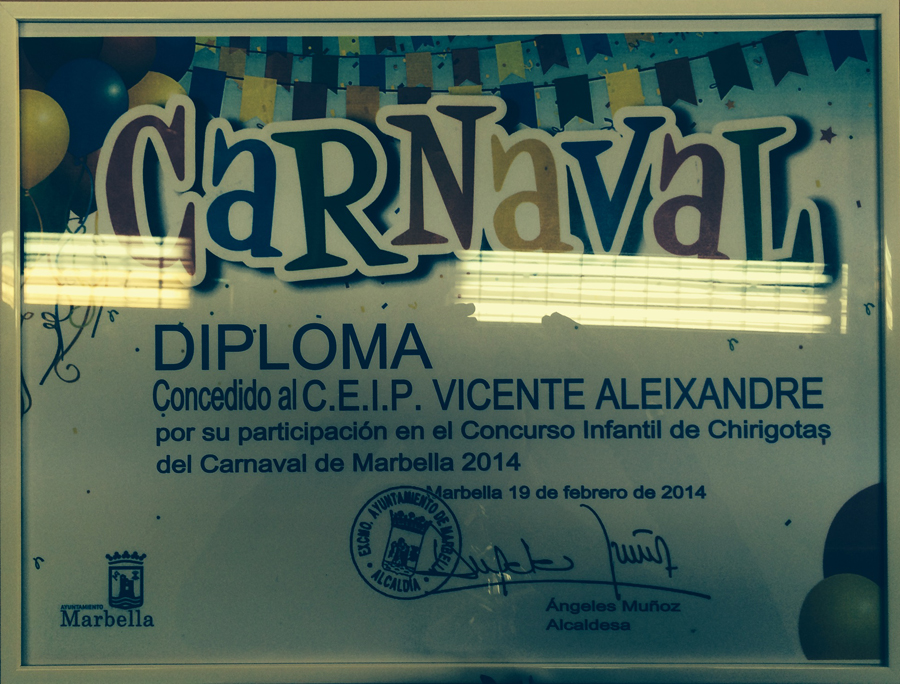 CaRNaVaL
DIPLOMA
Concedido al C.E.I.P. VICENTE ALEIXANDRE
por su participación en el Concurso Infantil de Chirigotas
del Carnaval de Marbella 2014
Marbella 19 de febrero de 2014
EXCMO. AYUNTAMIENTO DE MARBELLA
ALCALDÍA
Ángeles Muñoz
Alcaldesa
AYUNTAMIENTO
Marbella